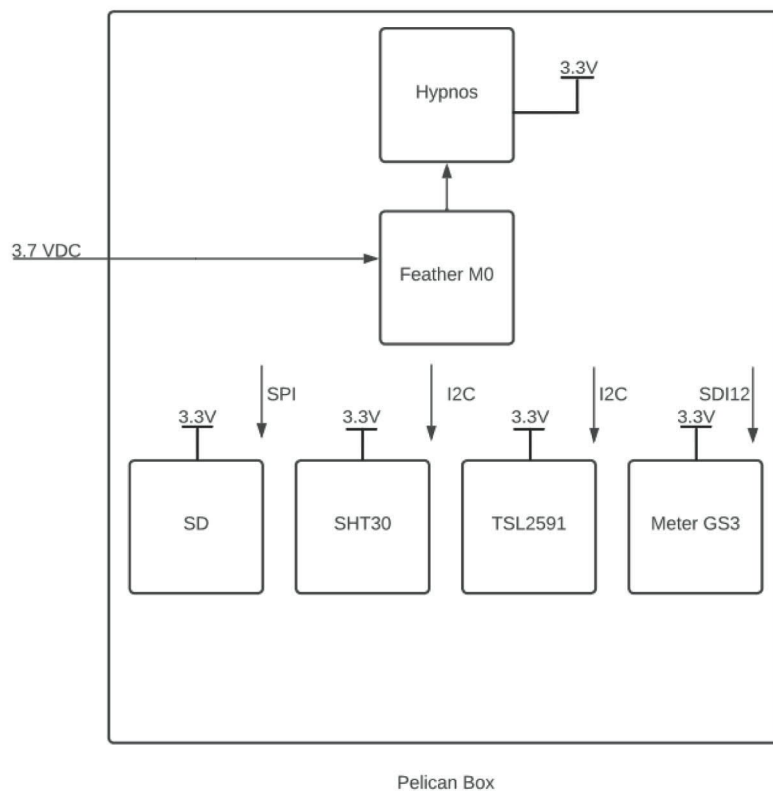 3.3V
Hypnos
3.7 VDC
Feather M0
SPI
I2C
I2C
SDI12
3.3V
3.3V
3.3V
3.3V
SD
SHT30
TSL2591
Meter GS3
Pelican Box